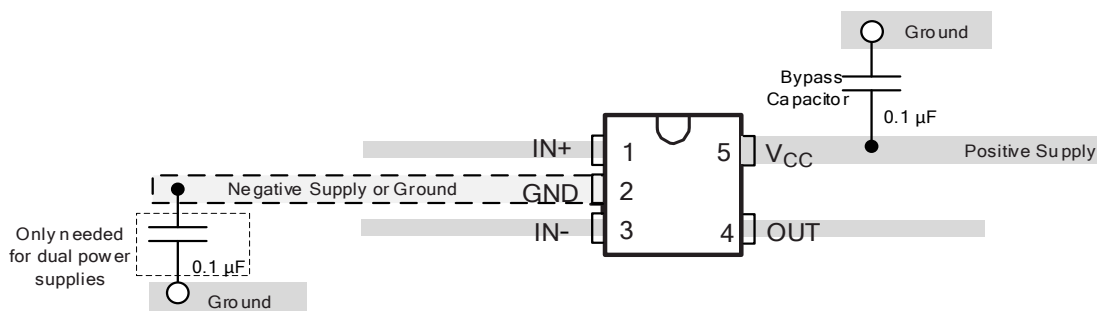 Ground
Bypass
Capacitor
0.1 µF
IN+
1
5
VCC
Positive Supply
Negative Supply or Ground
GND
2
IN-
3
4
OUT
Only needed
for dual power
supplies
0.1 µF
Ground